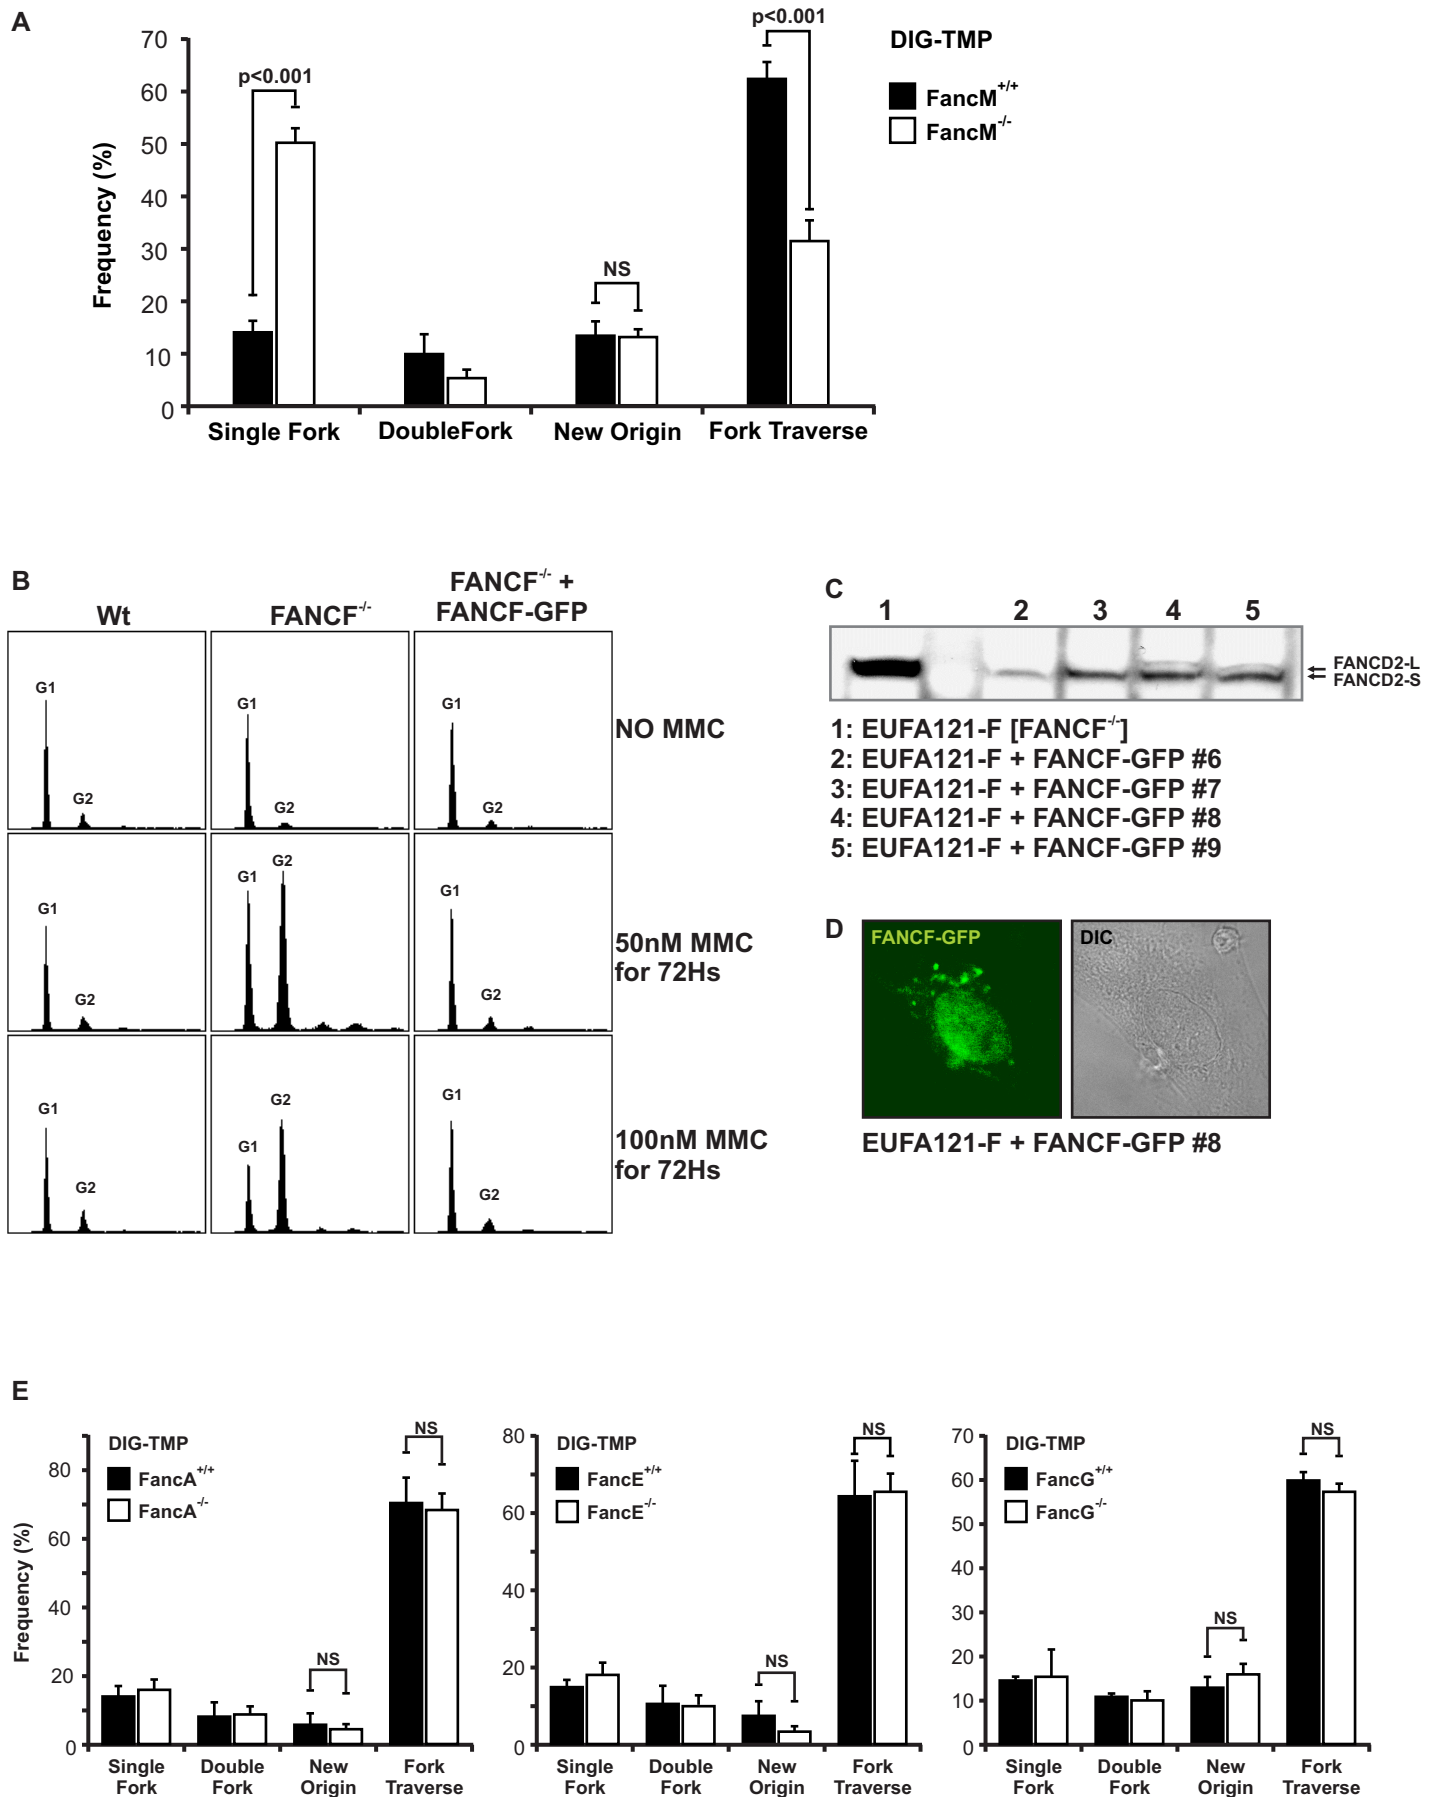 A
p<0.001
p<0.001
DIG-TMP
FancM+/+
FancM-/-
NS
Frequency (%)
70
60
50
40
30
20
10
0
Single Fork
DoubleFork
New Origin
Fork Traverse
B
Wt
FANCF-/-
FANCF-/- +
FANCF-GFP
G1
G2
G1
G2
G1
G2
NO MMC
G1
G2
G1
G2
G1
G2
50nM MMC
for 72Hs
G1
G2
G1
G2
G1
G2
100nM MMC
for 72Hs
C
1 2 3 4 5
FANCD2-L
FANCD2-S
1: EUFA121-F [FANCF-/-]
2: EUFA121-F + FANCF-GFP #6
3: EUFA121-F + FANCF-GFP #7
4: EUFA121-F + FANCF-GFP #8
5: EUFA121-F + FANCF-GFP #9
D
FANCF-GFP
DIC
EUFA121-F + FANCF-GFP #8
E
DIG-TMP
FancA+/+
FancA-/-
NS
NS
Frequency (%)
80
60
40
20
0
Single
Fork
Double
Fork
New
Origin
Fork
Traverse
DIG-TMP
FancE+/+
FancE-/-
NS
NS
80
60
40
20
0
Single
Fork
Double
Fork
New
Origin
Fork
Traverse
DIG-TMP
FancG+/+
FancG-/-
NS
NS
70
60
50
40
30
20
10
0
Single
Fork
Double
Fork
New
Origin
Fork
Traverse